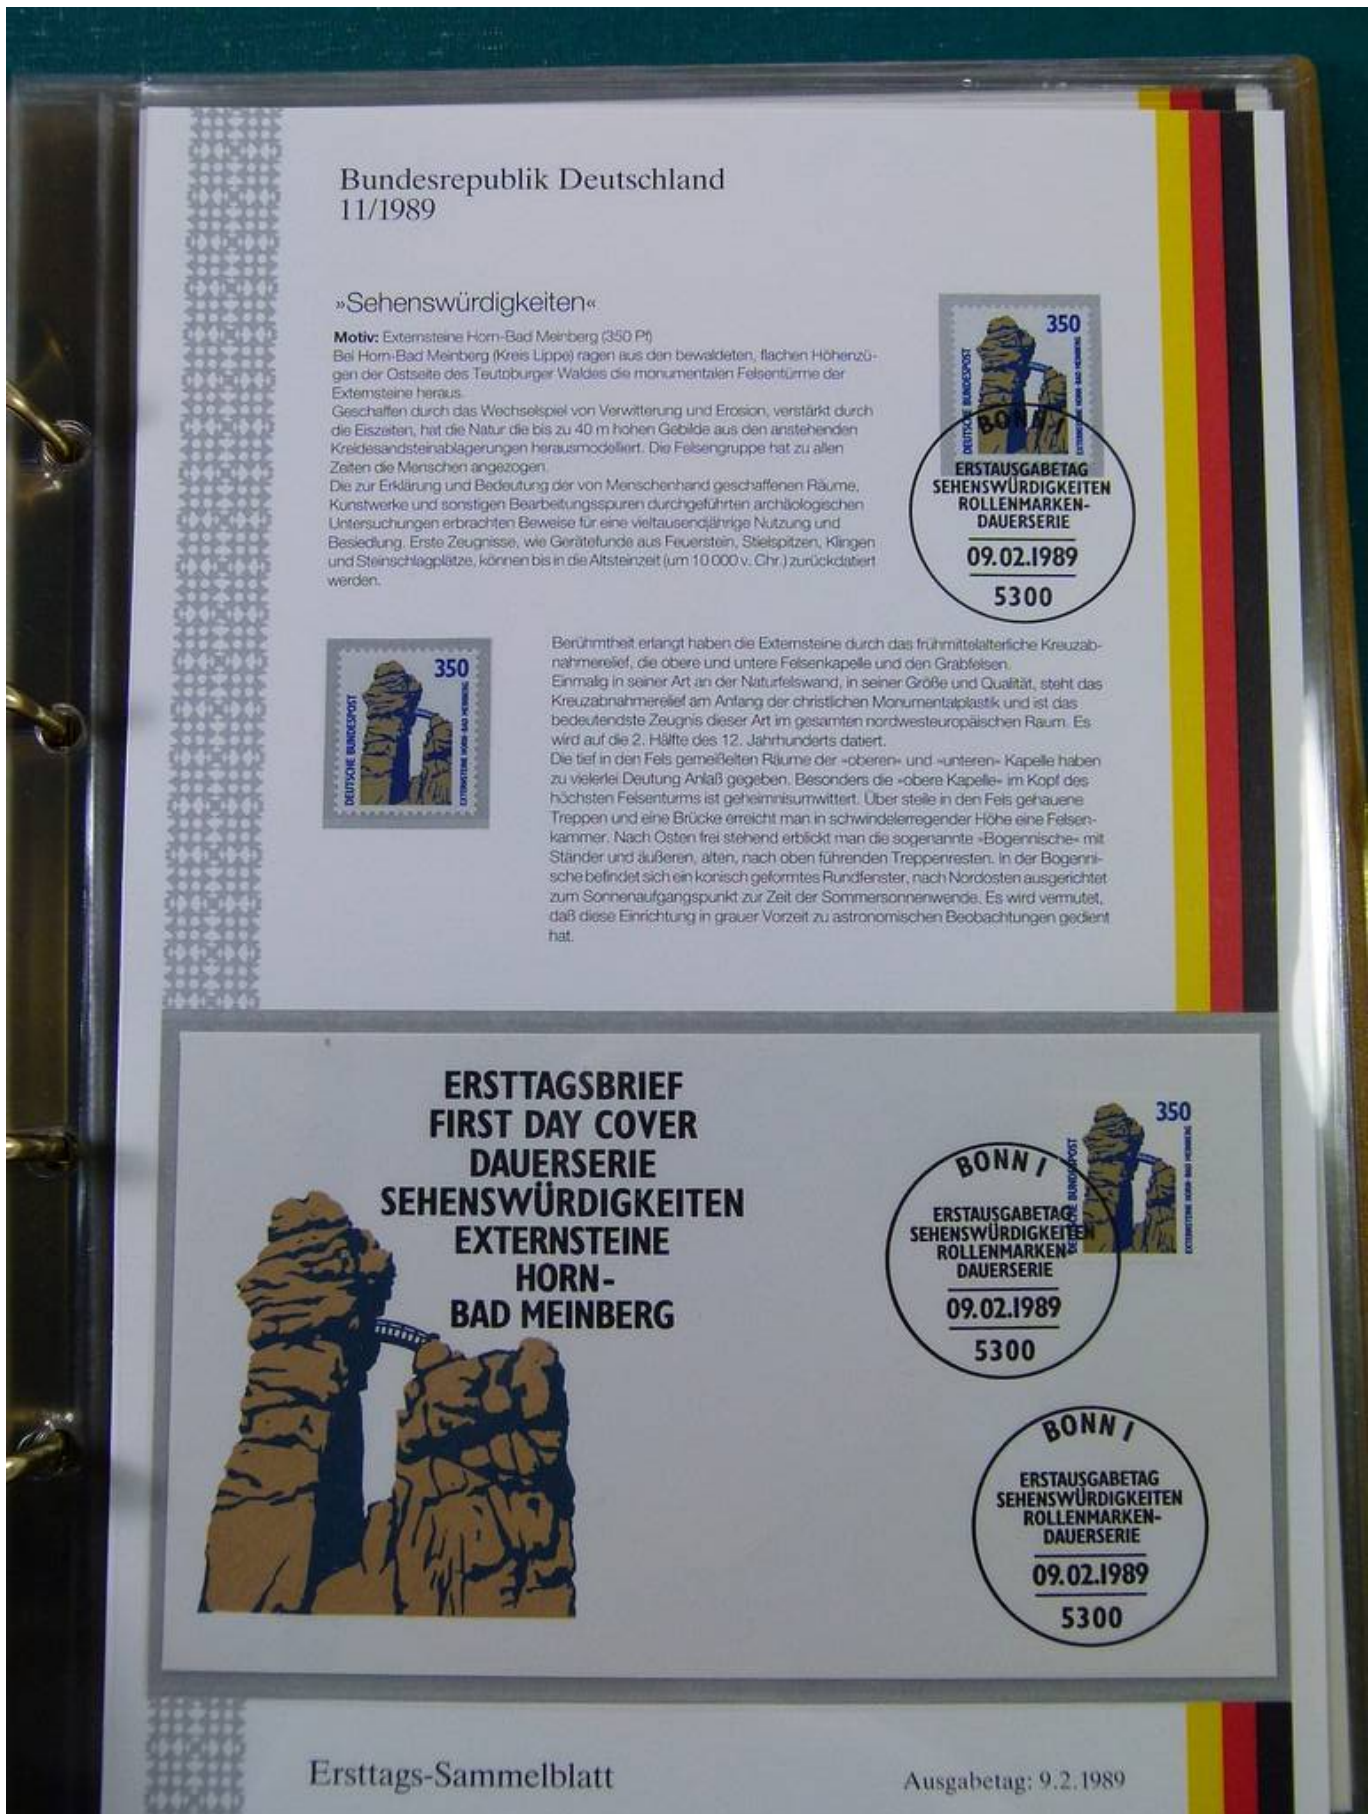 Bundesrepublik Deutschland
11/1989
»Sehenswürdigkeiten«
Motiv: Externsteine Horn-Bad Meinberg (350 Pf)
Bei Horn-Bad Meinberg (Kreis Lippe) ragen aus den bewaldeten, flachen Höhenzü-
gen der Ostseite des Teutoburger Waldes die monumentalen Felsentürme der
Externsteine heraus.
Geschaffen durch das Wechselspiel von Verwitterung und Erosion, verstärkt durch
die Eiszeiten, hat die Natur die bis zu 40 m hohen Gebilde aus den anstehenden
Kreidesandsteinablagerungen herausmodelliert. Die Felsengruppe hat zu allen
Zeiten die Menschen angezogen.
Die zur Erklärung und Bedeutung der von Menschenhand geschaffenen Räume,
Kunstwerke und sonstigen Bearbeitungsspuren durchgeführten archäologischen
Untersuchungen erbrachten Beweise für eine vieltausendjährige Nutzung und
Besiedlung. Erste Zeugnisse, wie Gerätefunde aus Feuerstein, Stielspitzen, Klingen
und Steinschlagplätze, können bis in die Altsteinzeit (um 10 000 v. Chr.) zurückdatiert
werden.
350
DEUTSCHE BUNDESPOST
EXTERNSTEINE HORN-BAD MEINBERG
BONN 1
ERSTAUSGABETAG
SEHENSWÜRDIGKEITEN
ROLLENMARKEN-
DAUERSERIE
09.02.1989
5300
350
DEUTSCHE BUNDESPOST
EXTERNSTEINE HORN-BAD MEINBERG
Berühmtheit erlangt haben die Externsteine durch das frühmittelalterliche Kreuzab-
nahmerelief, die obere und untere Felsenkapelle und den Grabfelsen.
Einmalig in seiner Art an der Naturfelswand, in seiner Größe und Qualität, steht das
Kreuzabnahmerelief am Anfang der christlichen Monumentalplastik und ist das
bedeutendste Zeugnis dieser Art im gesamten nordwesteuropäischen Raum. Es
wird auf die 2. Hälfte des 12. Jahrhunderts datiert.
Die tief in den Fels gemeißelten Räume der »oberen« und »unteren« Kapelle haben
zu vielerlei Deutung Anlaß gegeben. Besonders die »obere Kapelle« im Kopf des
höchsten Felsenturms ist geheimnisumwittert. Über steile in den Fels gehauene
Treppen und eine Brücke erreicht man in schwindelerregender Höhe eine Felsen-
kammer. Nach Osten frei stehend erblickt man die sogenannte »Bogennische« mit
Ständer und äußeren, alten, nach oben führenden Treppenresten. In der Bogenni-
sche befindet sich ein konisch geformtes Rundfenster, nach Nordosten ausgerichtet
zum Sonnenaufgangspunkt zur Zeit der Sommersonnenwende. Es wird vermutet,
daß diese Einrichtung in grauer Vorzeit zu astronomischen Beobachtungen gedient
hat.
ERSTTAGSBRIEF
FIRST DAY COVER
DAUERSERIE
SEHENSWÜRDIGKEITEN
EXTERNSTEINE
HORN-
BAD MEINBERG
350
DEUTSCHE BUNDESPOST
EXTERNSTEINE HORN-BAD MEINBERG
BONN 1
ERSTAUSGABETAG
SEHENSWÜRDIGKEITEN
ROLLENMARKEN-
DAUERSERIE
09.02.1989
5300
BONN 1
ERSTAUSGABETAG
SEHENSWÜRDIGKEITEN
ROLLENMARKEN-
DAUERSERIE
09.02.1989
5300
Ersttags-Sammelblatt
Ausgabetag: 9.2.1989